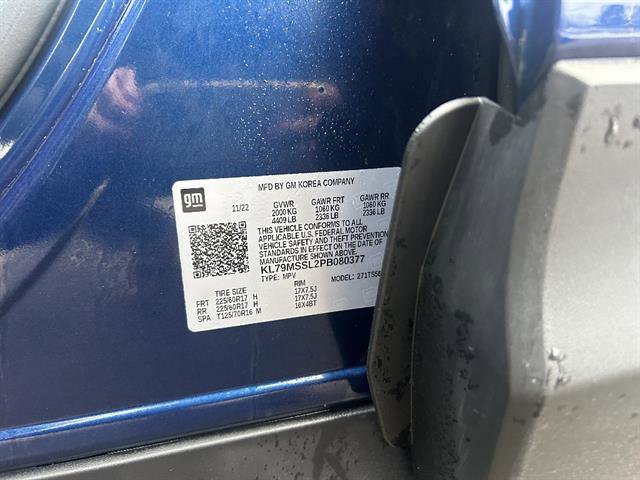 gm
MFD BY GM KOREA COMPANY
11/22 GVWR GAWR FRT GAWR RR
2000 KG 1060 KG 1060 KG
4409 LB 2336 LB 2336 LB
THIS VEHICLE CONFORMS TO ALL
APPLICABLE U.S. FEDERAL MOTOR
VEHICLE SAFETY AND THEFT PREVENTION
STANDARDS IN EFFECT ON THE DATE OF
MANUFACTURE SHOWN ABOVE.
KL79MSSL2PB080377
TYPE: MPV MODEL:
TIRE SIZE RIM
FRT 225/60R17 H 17X7.5J
RR 225/60R17 H 17X7.5J
SPA T125/70R16 M 16X4BT